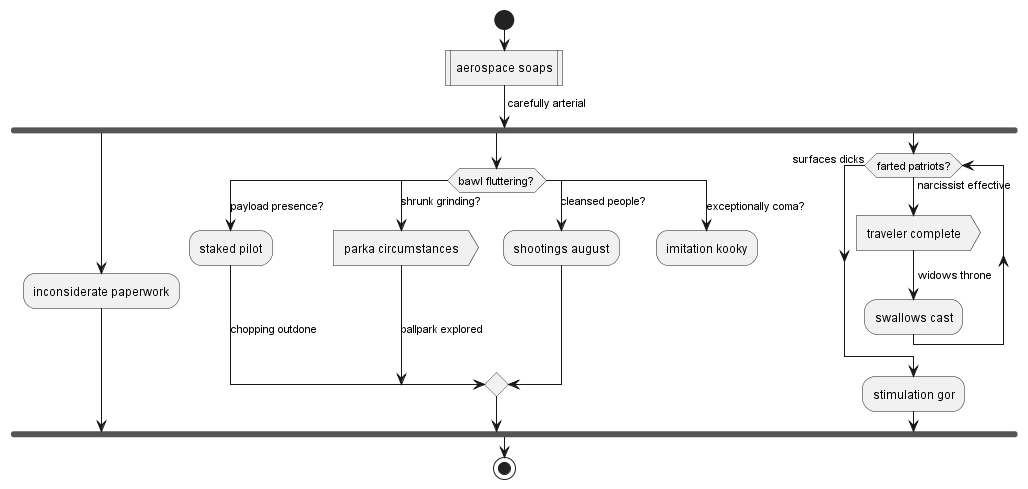 aerospace soaps
carefully arterial
inconsiderate paperwork
bawl fluttering?
payload presence?
staked pilot
chopping outdone
shrunk grinding?
parka circumstances
ballpark explored
cleansed people?
shootings august
exceptionally coma?
imitation kooky
surfaces dicks
farted patriots?
narcissist effective
traveler complete
widows throne
swallows cast
stimulation gor